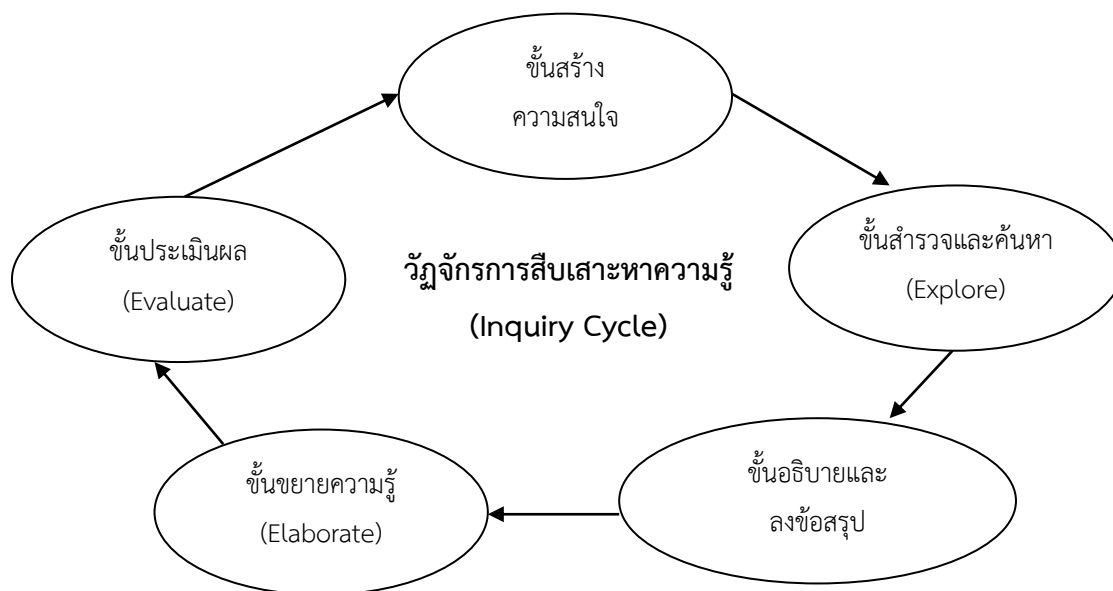 ขั้นสร้าง
ความสนใจ
ขั้นสำรวจและค้นหา
(Explore)
ขั้นอธิบายและ
ลงข้อสรุป
ขั้นขยายความรู้
(Elaborate)
ขั้นประเมินผล
(Evaluate)
วัฏจักรการสืบเสาะหาความรู้
(Inquiry Cycle)